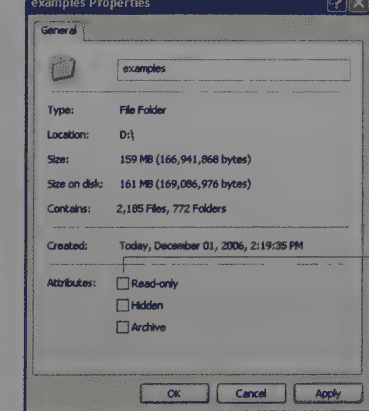 examples Properties
General
examples
Type: File Folder
Location: D:\
Size: 159 MB (166,941,868 bytes)
Size on disk: 161 MB (169,086,976 bytes)
Contains: 2,185 Files, 772 Folders
Created: Today, December 01, 2006, 2:19:35 PM
Attributes: Read-only
Hidden
Archive
OK Cancel Apply